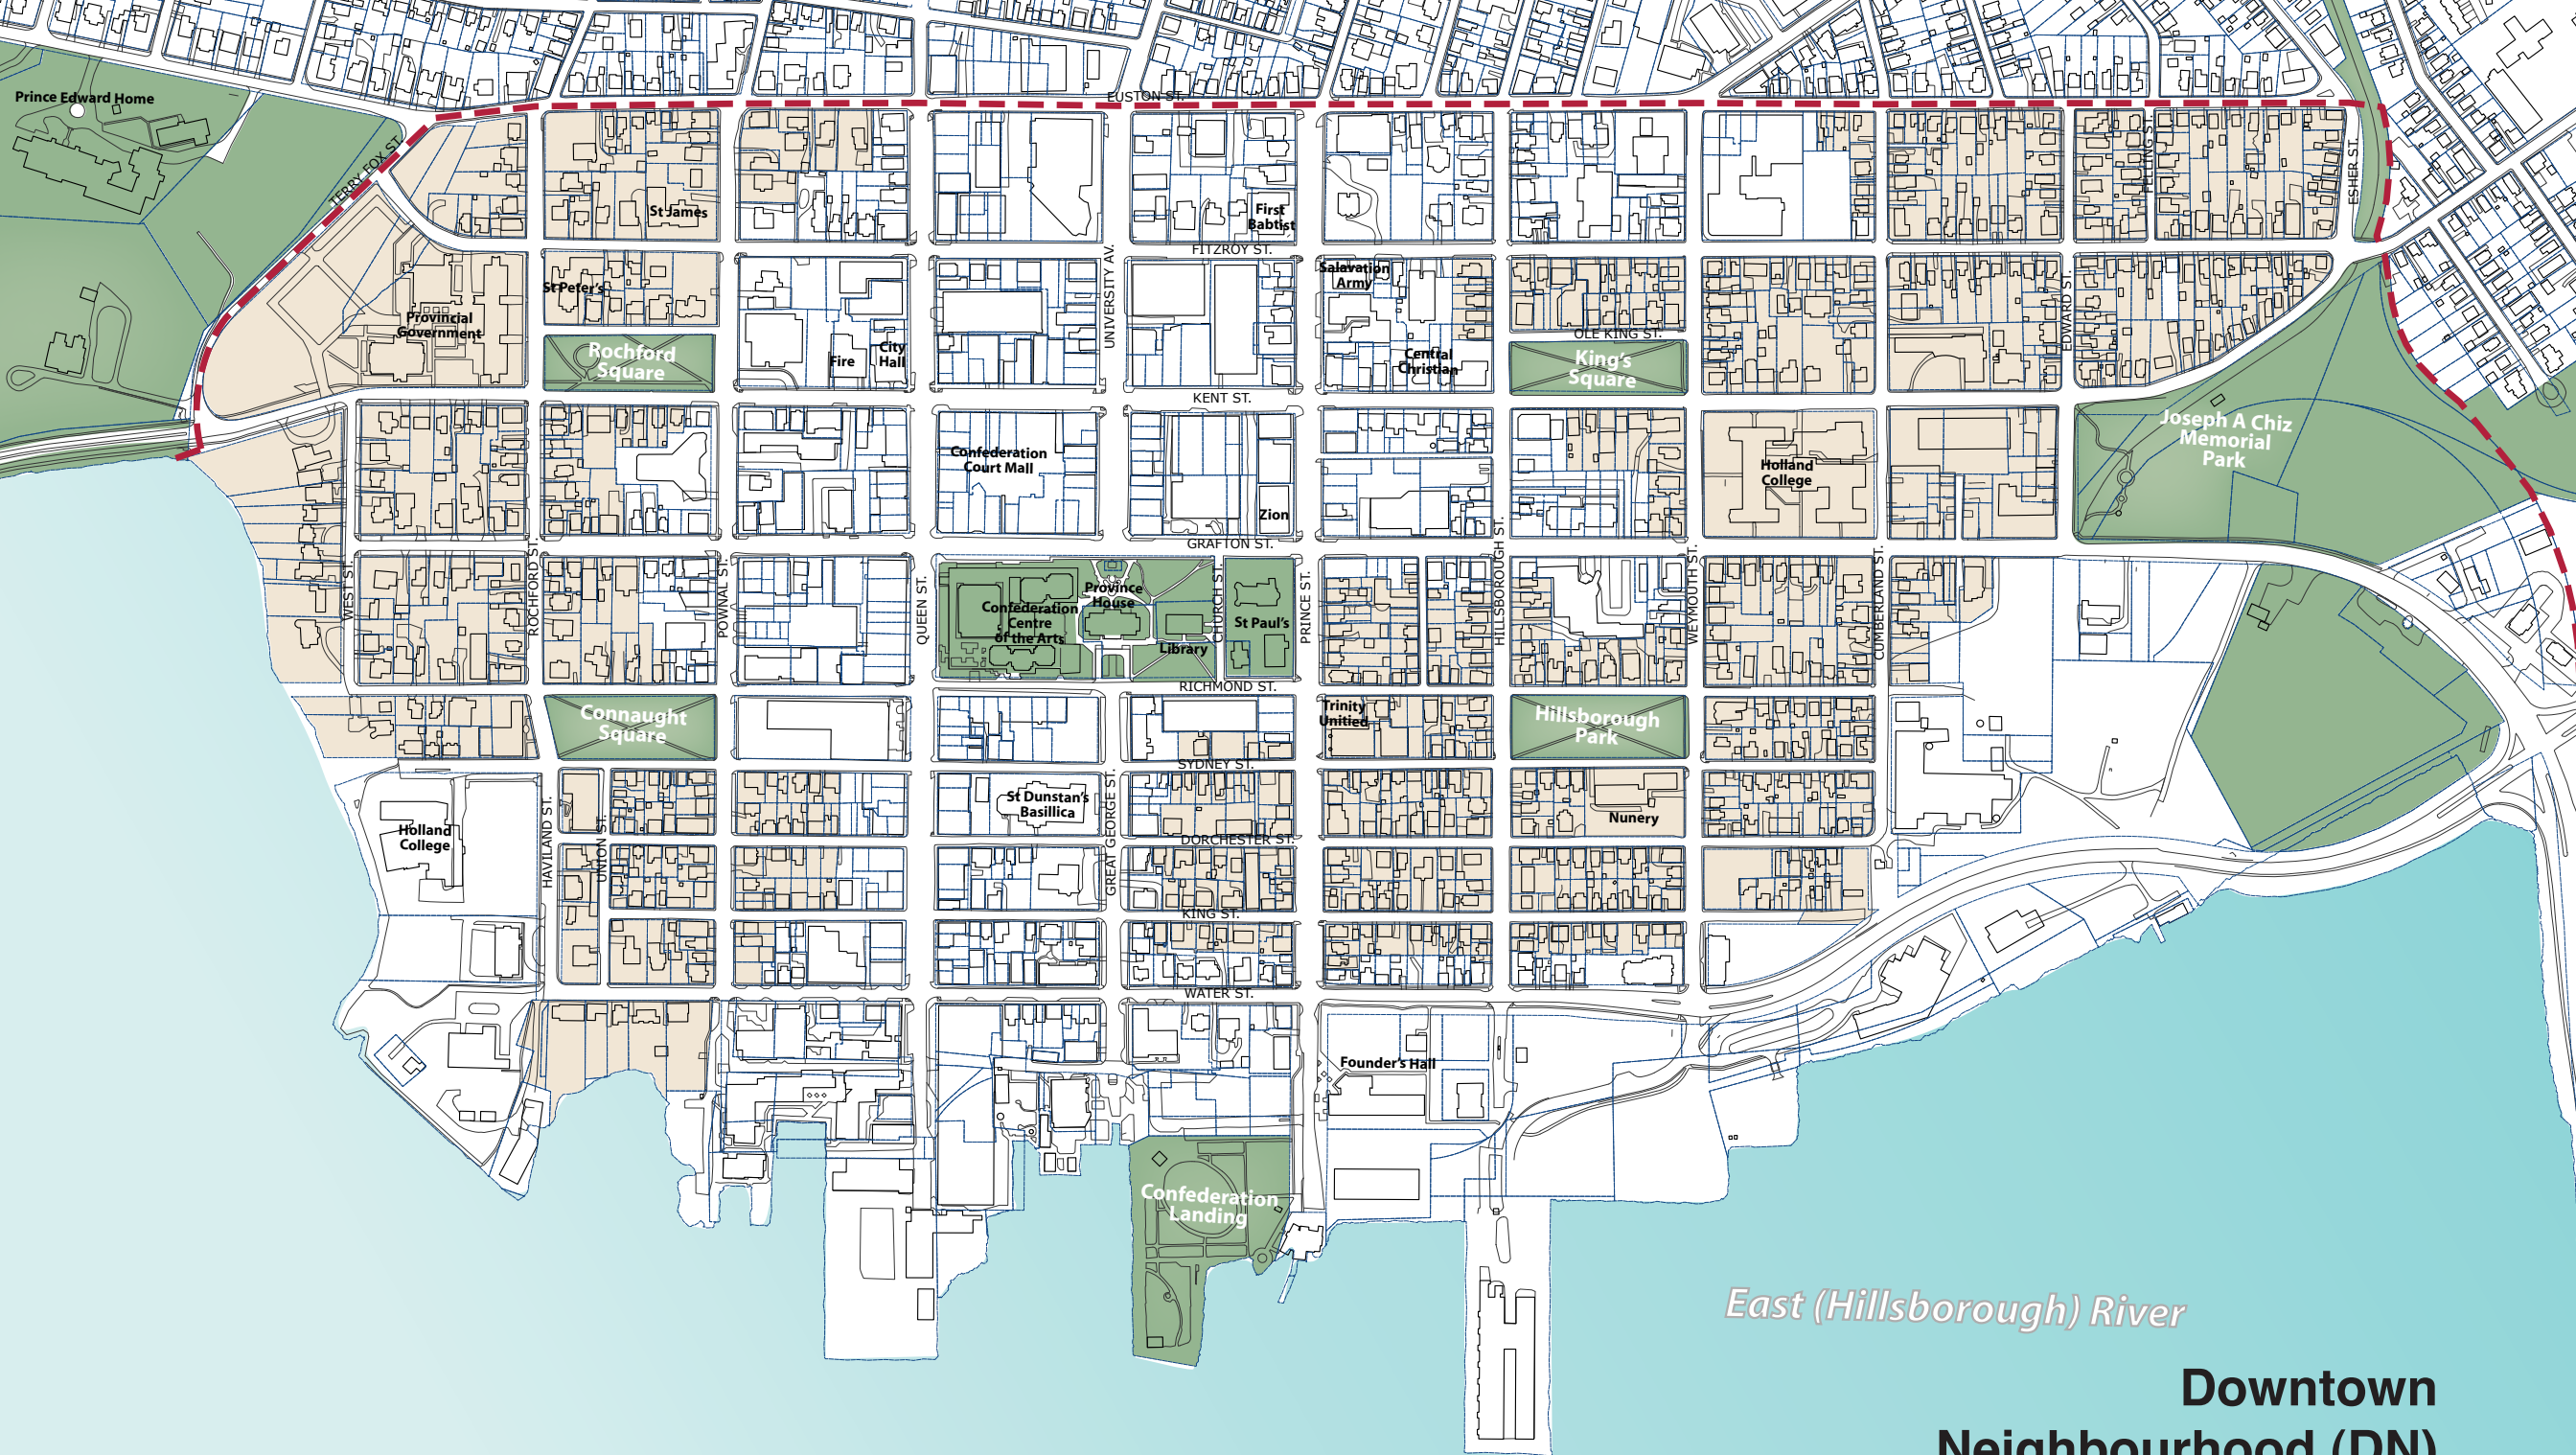 Prince Edward Home
EUSTON ST.
TERRY FOX ST.
St James
First
Babtist
FELLING ST.
ESHER ST.
FITZROY ST.
UNIVERSITY AV.
St Peter's
Provincial
Government
Rochford
Square
Fire
City
Hall
Salavation
Army
Central
Christian
OLE KING ST.
King's
Square
EDWARD ST.
KENT ST.
Joseph A Chiz
Memorial
Park
Confederation
Court Mall
Zion
Holland
College
GRAFTON ST.
WEST ST.
ROCHFORD ST.
POWNAL ST.
QUEEN ST.
Confederation
Centre
of the Arts
Province
House
Library
CHURCH ST.
St Paul's
PRINCE ST.
HILLSBOROUGH ST.
WEYMOUTH ST.
CUMBERLAND ST.
RICHMOND ST.
Connaught
Square
Trinity
Unitied
Hillsborough
Park
SYDNEY ST.
Holland
College
HAVILAND ST.
UNION ST.
St Dunstan's
Basillica
GREAT GEORGE ST.
Nunery
DORCHESTER ST.
KING ST.
WATER ST.
Founder's Hall
Confederation
Landing
East (Hillsborough) River
Downtown
Neighbourhood (DN)